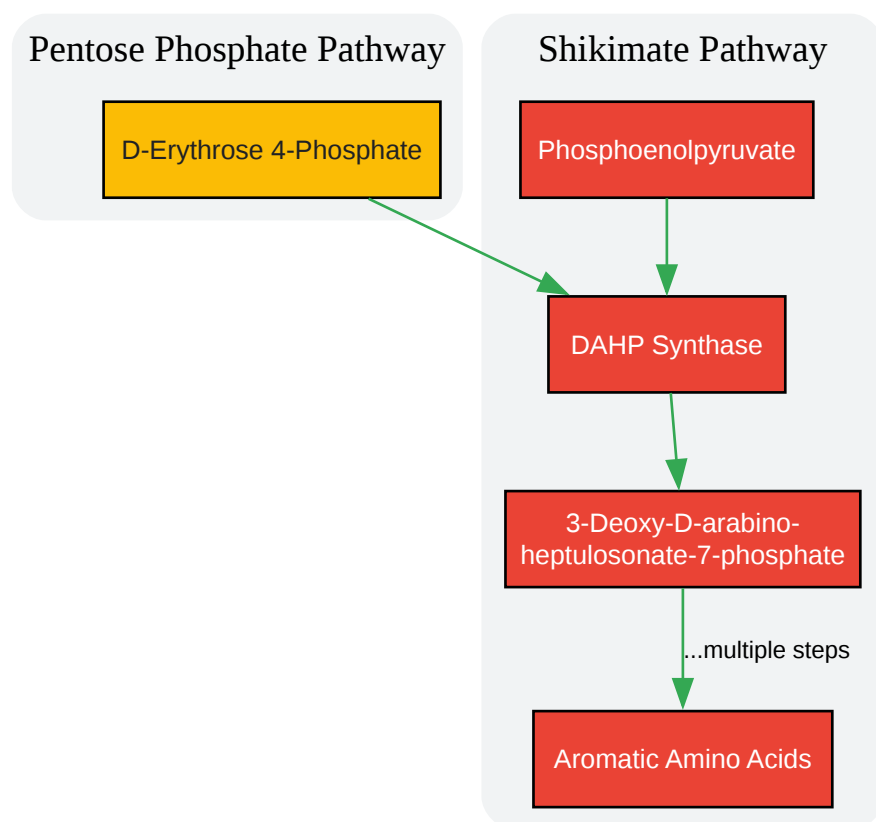 Pentose Phosphate Pathway
D-Erythrose 4-Phosphate
Shikimate Pathway
Phosphoenolpyruvate
DAHP Synthase
3-Deoxy-D-arabino-
heptulosonate-7-phosphate
...multiple steps
Aromatic Amino Acids